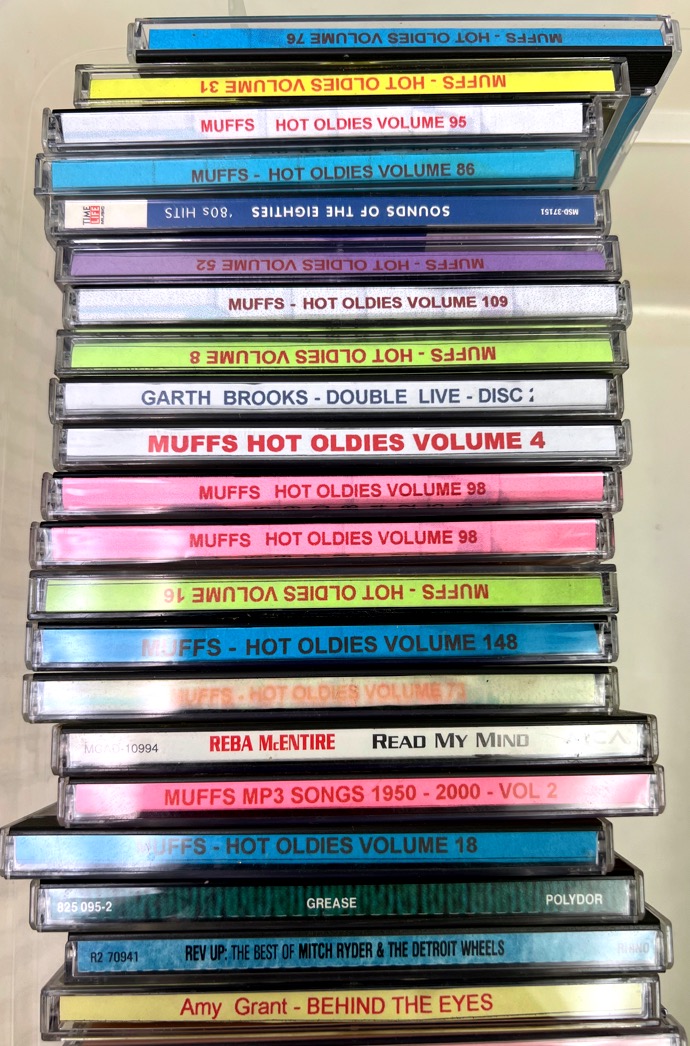 MUFFS - HOT OLDIES VOLUME 76
MUFFS - HOT OLDIES VOLUME 31
MUFFS HOT OLDIES VOLUME 95
MUFFS - HOT OLDIES VOLUME 86
MSD-37151 SOUNDS OF THE EIGHTIES '80s HITS TIME LIFE MUSIC
MUFFS - HOT OLDIES VOLUME 52
MUFFS - HOT OLDIES VOLUME 109
MUFFS - HOT OLDIES VOLUME 8
GARTH BROOKS - DOUBLE LIVE - DISC
MUFFS HOT OLDIES VOLUME 4
MUFFS HOT OLDIES VOLUME 98
MUFFS HOT OLDIES VOLUME 98
MUFFS - HOT OLDIES VOLUME 16
MUFFS - HOT OLDIES VOLUME 148
MUFFS - HOT OLDIES VOLUME 73
REBA McENTIRE READ MY MIND
MUFFS MP3 SONGS 1950 - 2000 - VOL 2
MUFFS - HOT OLDIES VOLUME 18
825 095-2 GREASE POLYDOR
R2 70941 REV UP: THE BEST OF MITCH RYDER & THE DETROIT WHEELS RHINO
Amy Grant - BEHIND THE EYES